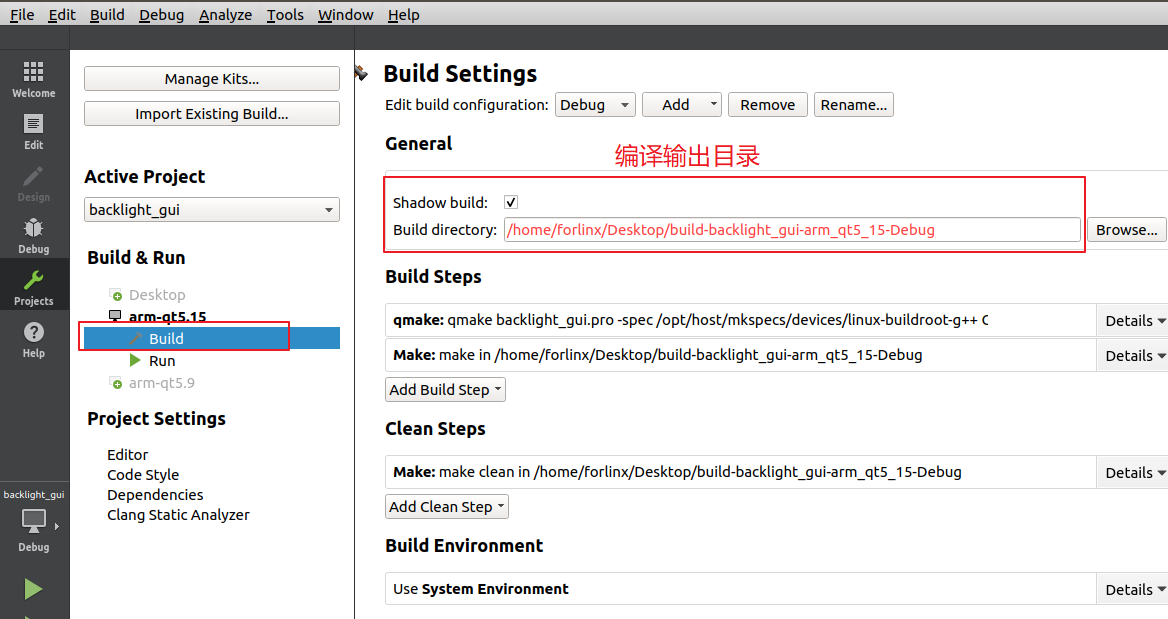 File Edit Build Debug Analyze Tools Window Help
Welcome
Edit
Design
Debug
Projects
Help
backlight_gui
Debug
Manage Kits...
Import Existing Build...
Active Project
backlight_gui
Build & Run
Desktop
arm-qt5.15
Build
Run
arm-qt5.9
Project Settings
Editor
Code Style
Dependencies
Clang Static Analyzer
Build Settings
Edit build configuration: Debug Add Remove Rename...
General
编译输出目录
Shadow build:
Build directory: /home/forlinx/Desktop/build-backlight_gui-arm_qt5_15-Debug Browse...
Build Steps
qmake: qmake backlight_gui.pro -spec /opt/host/mkspecs/devices/linux-buildroot-g++ C Details
Make: make in /home/forlinx/Desktop/build-backlight_gui-arm_qt5_15-Debug Details
Add Build Step
Clean Steps
Make: make clean in /home/forlinx/Desktop/build-backlight_gui-arm_qt5_15-Debug Details
Add Clean Step
Build Environment
Use System Environment Details